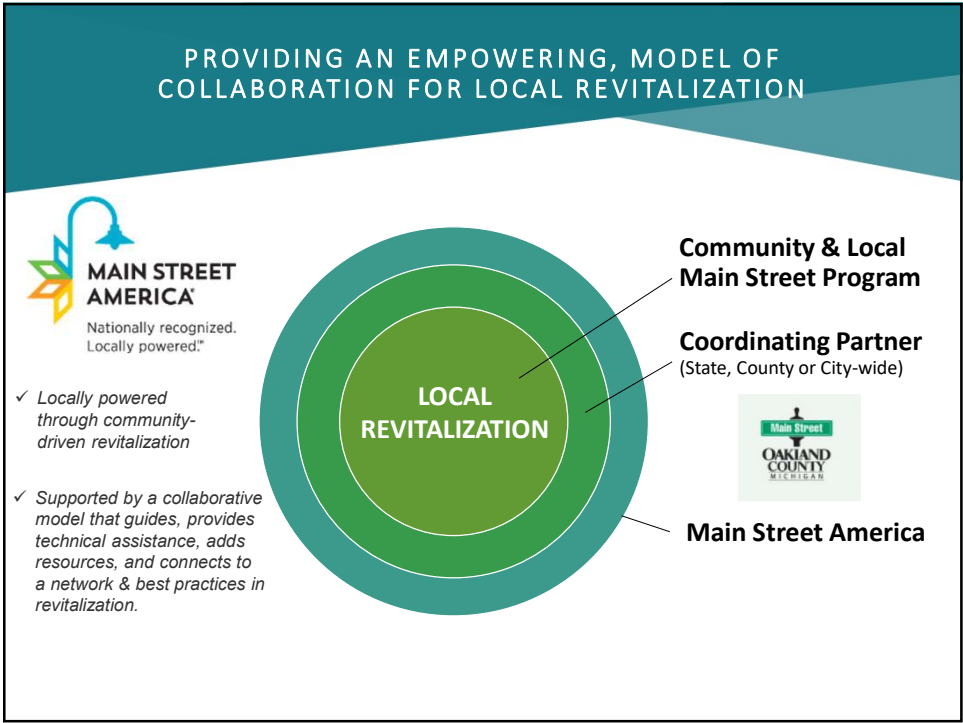 PROVIDING AN EMPOWERING, MODEL OF
COLLABORATION FOR LOCAL REVITALIZATION
MAIN STREET
AMERICA
Nationally recognized.
Locally powered.™
✓ Locally powered
through community-
driven revitalization
✓ Supported by a collaborative
model that guides, provides
technical assistance, adds
resources, and connects to
a network & best practices in
revitalization.
LOCAL
REVITALIZATION
Community & Local
Main Street Program
Coordinating Partner
(State, County or City-wide)
Main Street
OAKLAND
COUNTY
MICHIGAN
Main Street America